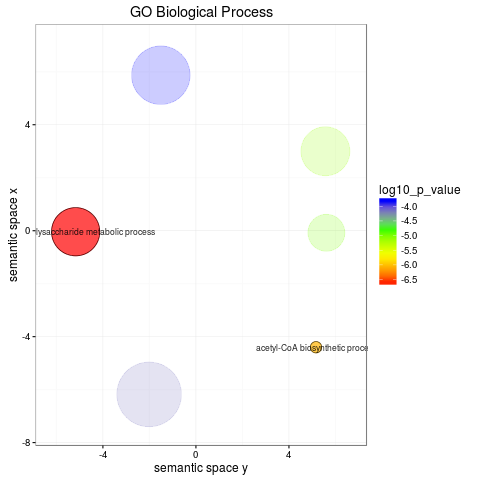 GO Biological Process
semantic space x
4
0
-4
-8
lysaccharide metabolic process
acetyl-CoA biosynthetic proce
-4
0
4
semantic space y
log10_p_value
-4.0
-4.5
-5.0
-5.5
-6.0
-6.5